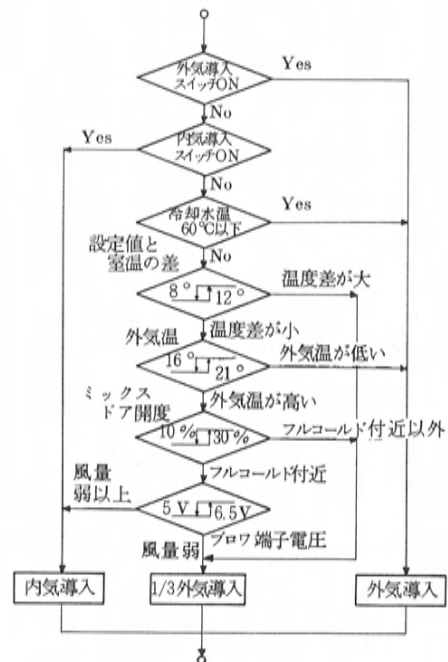 外気導入
スイッチON
Yes
No
内気導入
スイッチON
Yes
No
冷却水温
60℃以下
Yes
設定値と
室温の差
No
8° 12°
温度差が大
温度差が小
外気温
16° 21°
外気温が低い
外気温が高い
ミックス
ドア開度
10% 30%
フルコールド付近以外
フルコールド付近
風量
弱以上
5V 6.5V
ブロワ端子電圧
風量弱
内気導入
1/3外気導入
外気導入